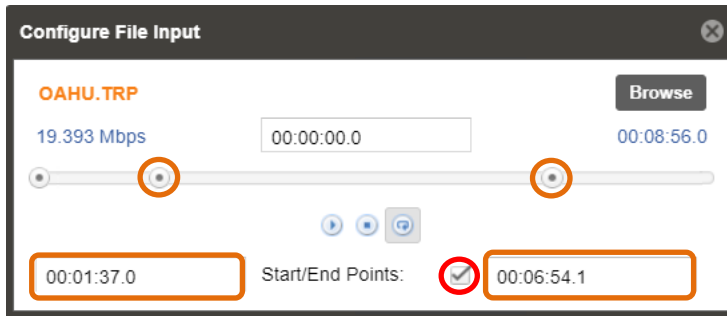 Configure File Input
OAHU.TRP
Browse
19.393 Mbps 00:00:00.0 00:08:56.0
00:01:37.0 Start/End Points: 00:06:54.1